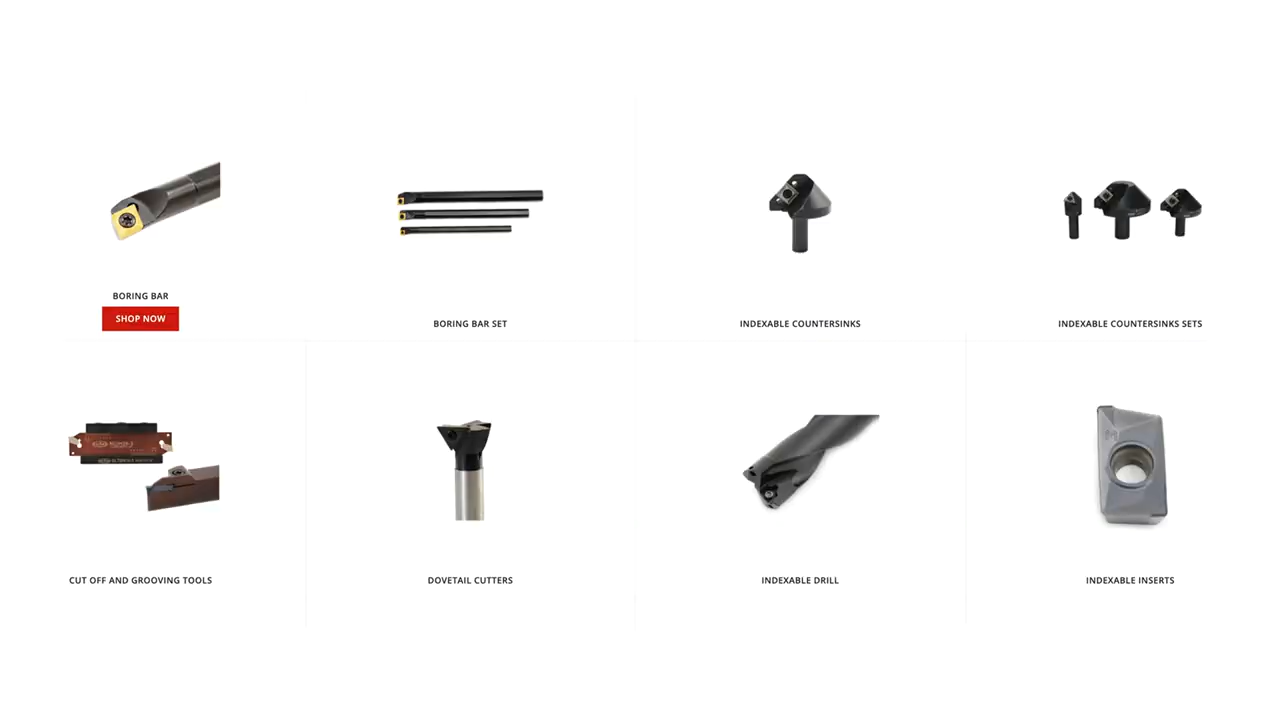 BORING BAR
SHOP NOW
BORING BAR SET
INDEXABLE COUNTERSINKS
INDEXABLE COUNTERSINKS SETS
CUT OFF AND GROOVING TOOLS
DOVETAIL CUTTERS
INDEXABLE DRILL
INDEXABLE INSERTS